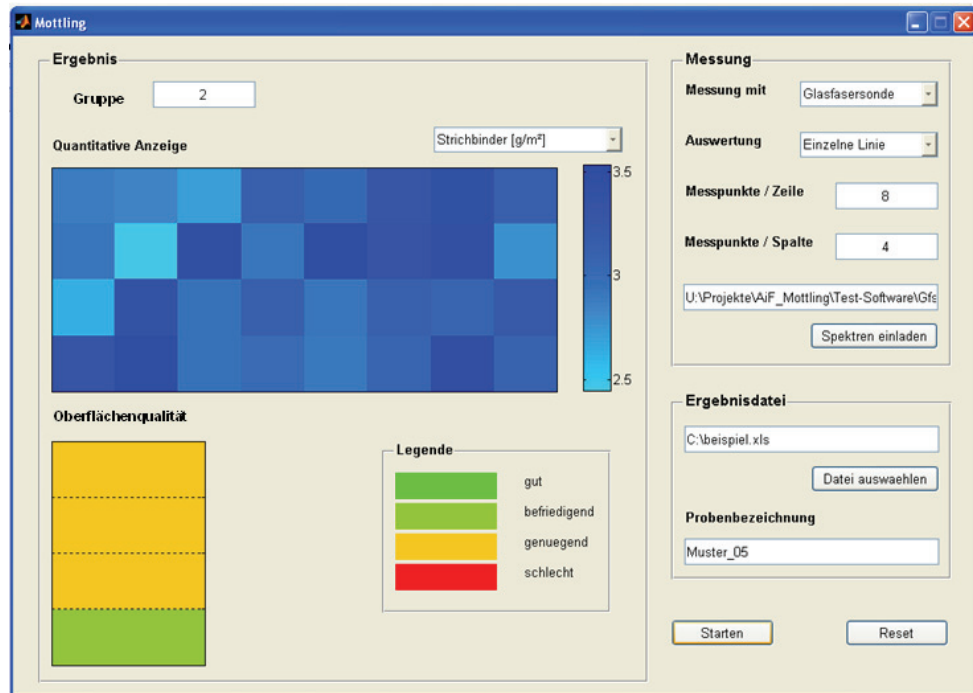 Mottling
Ergebnis
Gruppe 2
Quantitative Anzeige
Strichbinder [g/m²]
3.5
3
2.5
Oberflächenqualität
Legende
gut
befriedigend
genuegend
schlecht
Messung
Messung mit Glasfasersonde
Auswertung Einzelne Linie
Messpunkte / Zeile 8
Messpunkte / Spalte 4
U:\Projekte\AiF_Mottling\Test-Software\Gfs
Spektren einladen
Ergebnisdatei
C:\beispiel.xls
Datei auswaehlen
Probenbezeichnung
Muster_05
Starten
Reset